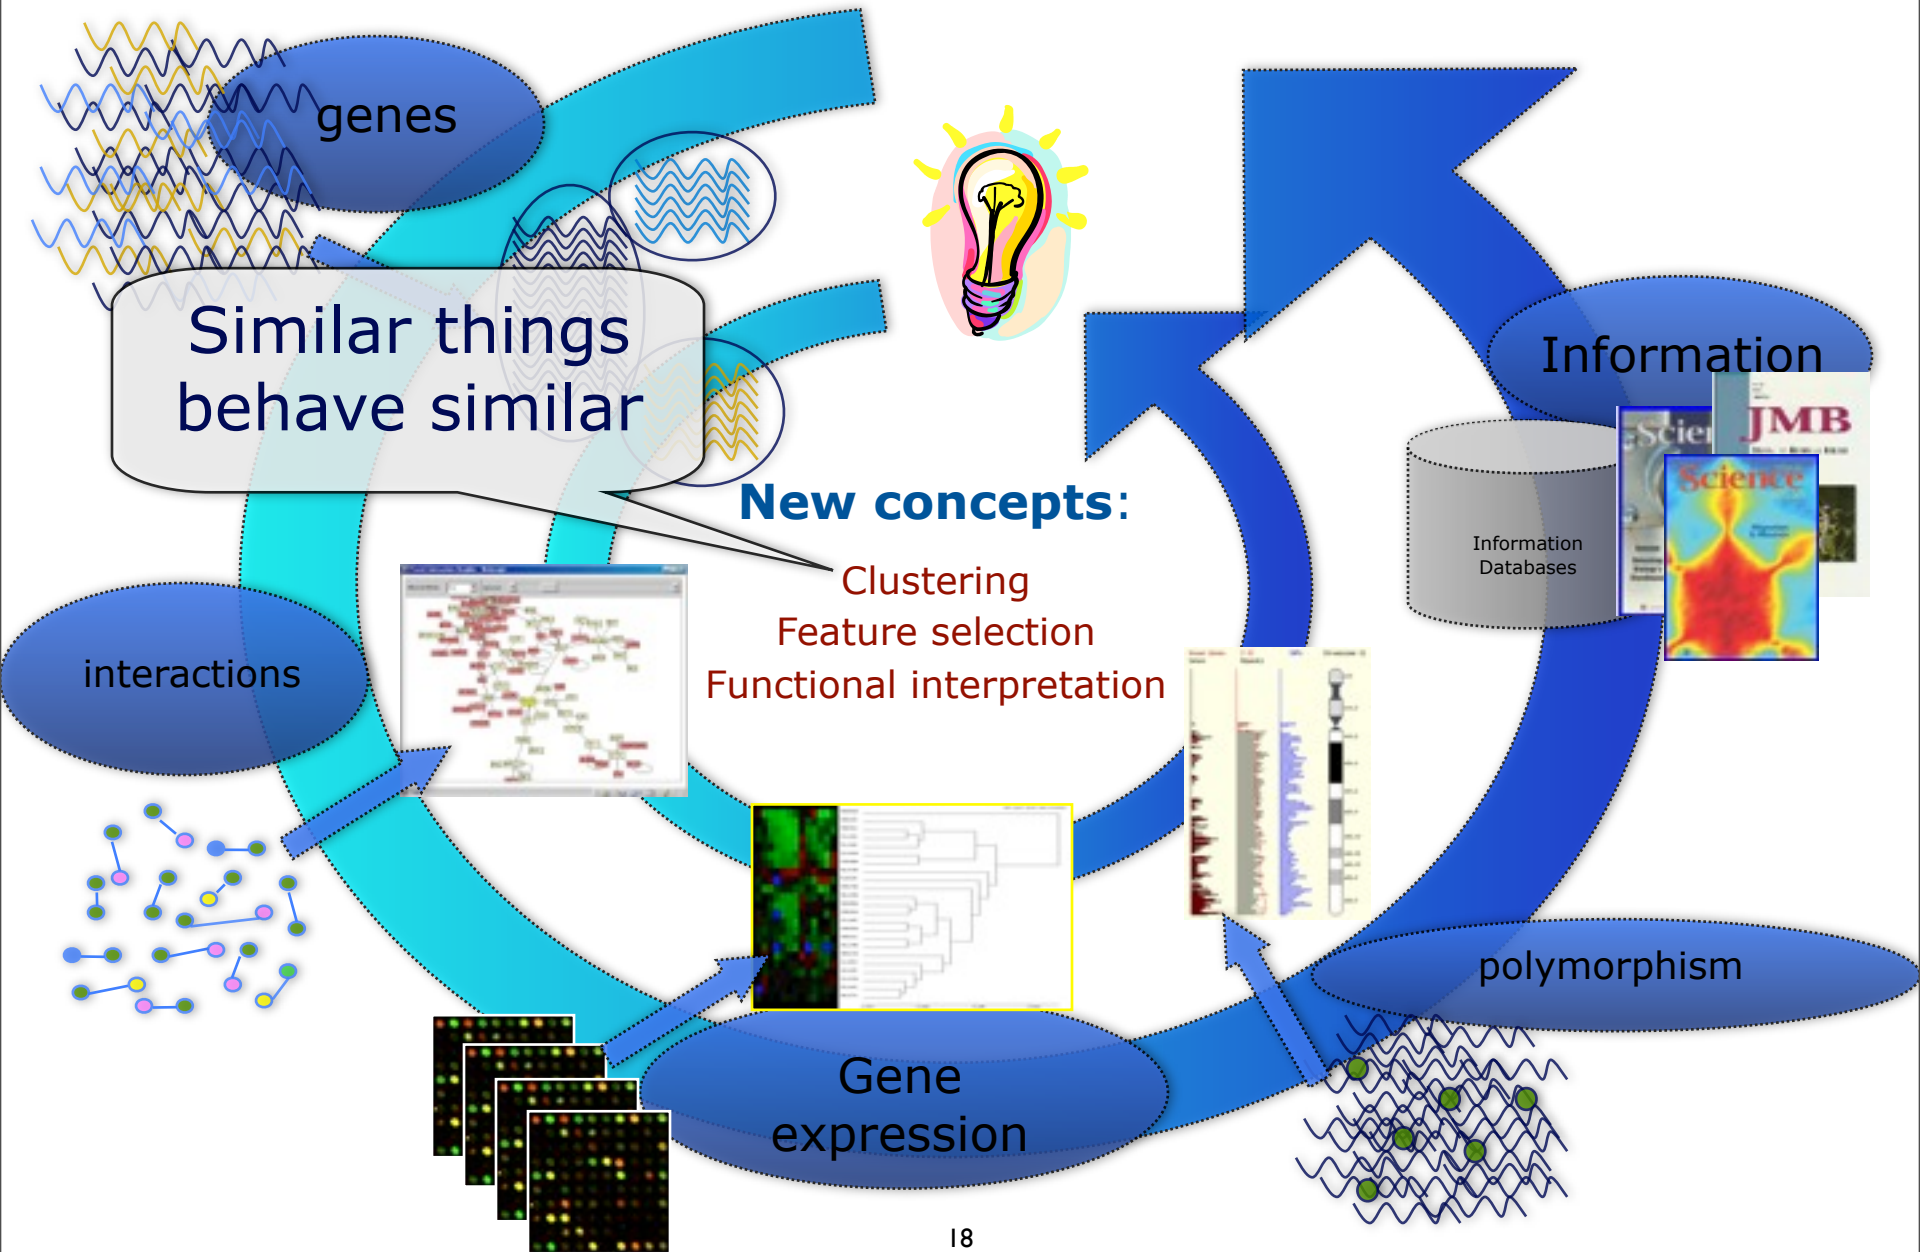 genes
Similar things
behave similar
Information
JMB
Science
Information
Databases
New concepts:
Clustering
Feature selection
Functional interpretation
interactions
polymorphism
Gene
expression
18